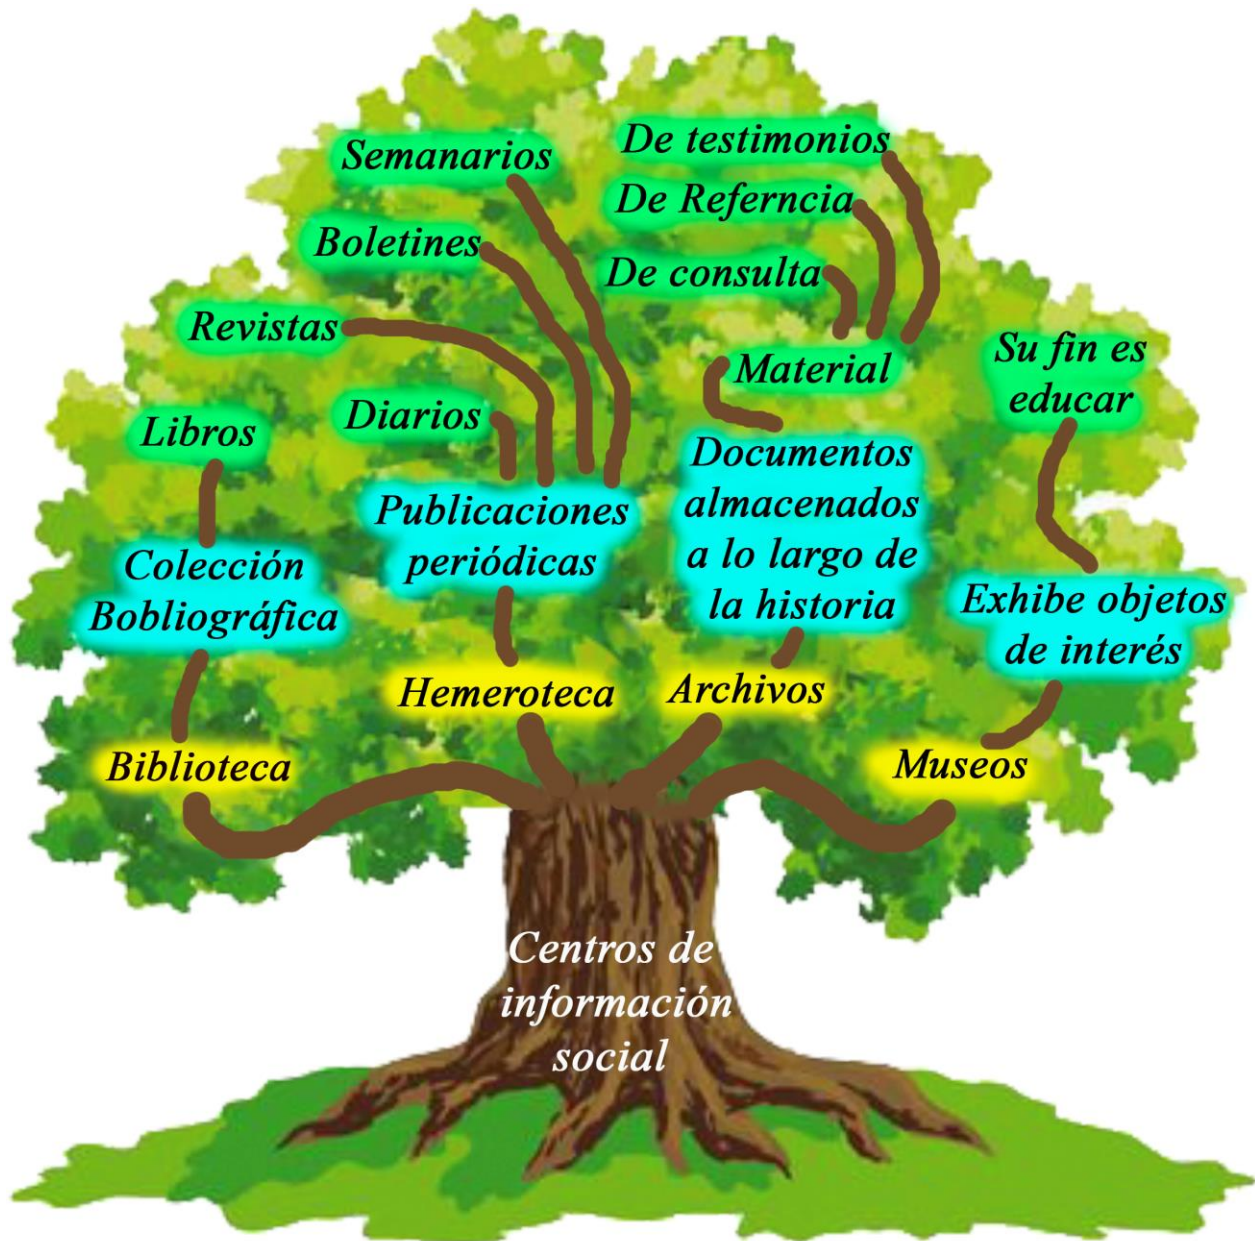 Semanarios
De testimonios
De Referncia
Boletines
De consulta
Revistas
Material
Su fin es
educar
Diarios
Libros
Documentos
almacenados
a lo largo de
la historia
Publicaciones
periódicas
Colección
Bobliográfica
Exhibe objetos
de interés
Hemeroteca
Archivos
Biblioteca
Museos
Centros de
información
social